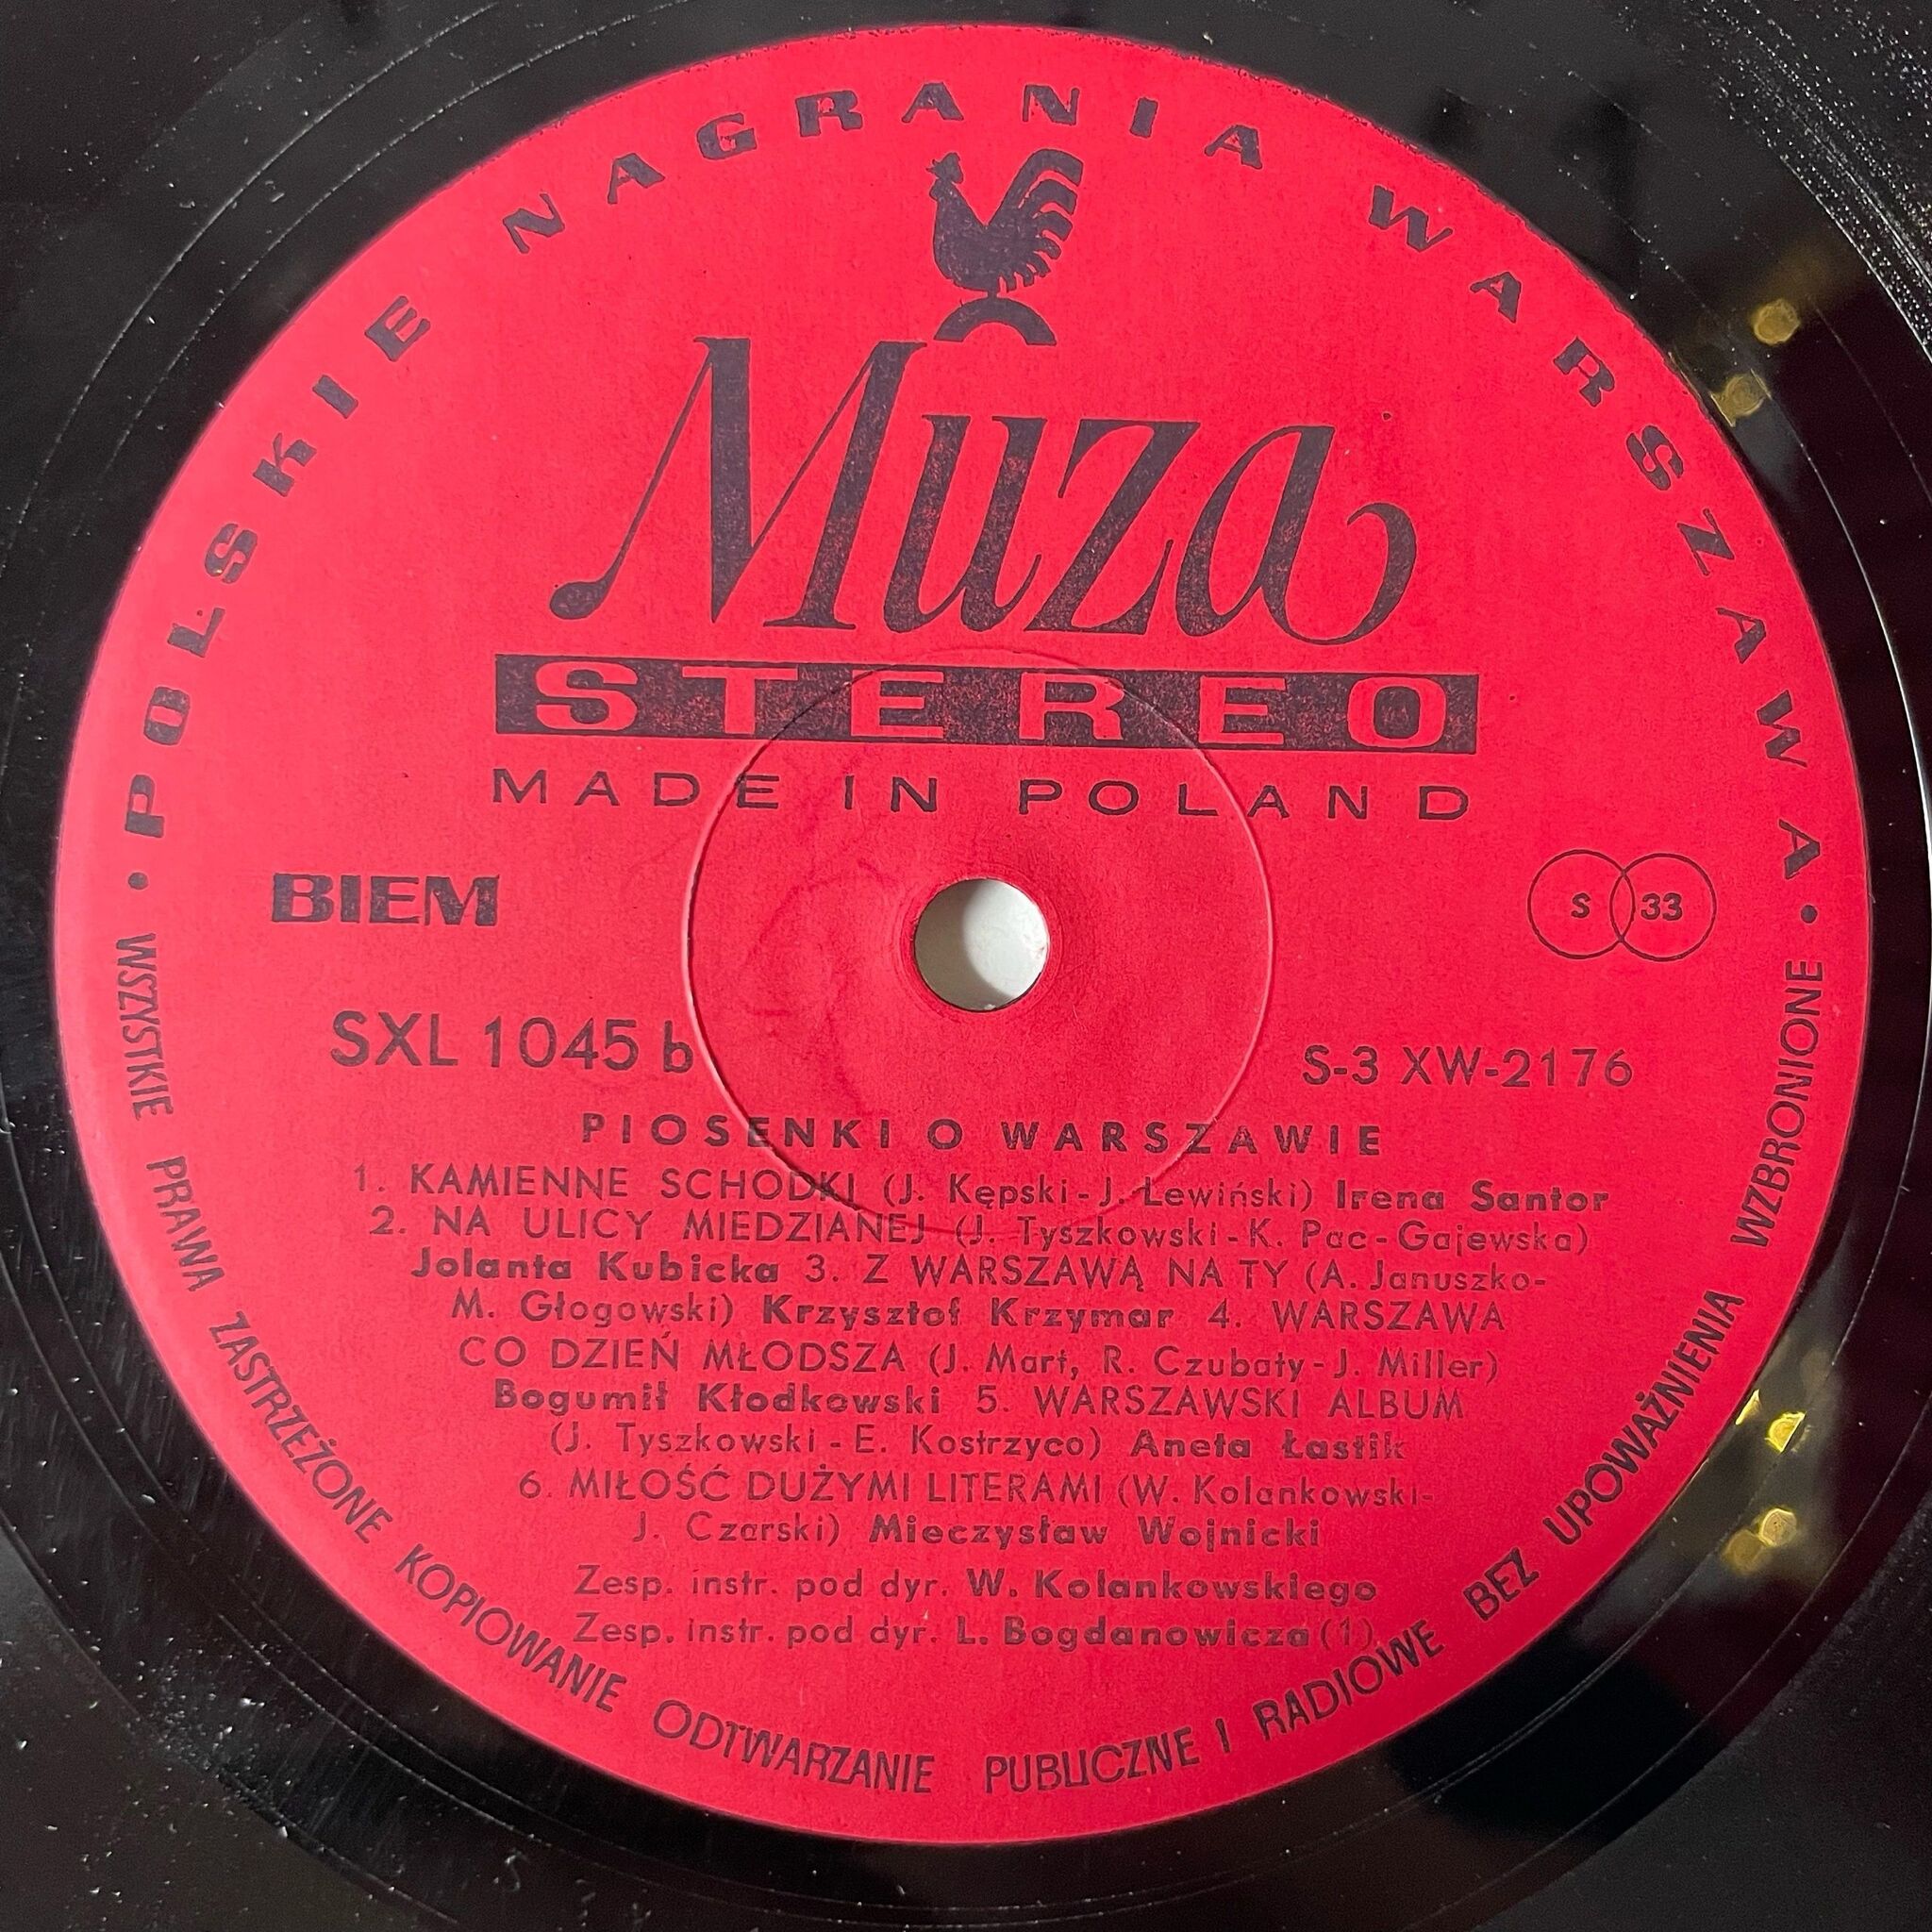 POLSKIE NAGRANIA WARSZAWA
Muza
STEREO
MADE IN POLAND
BIEM
S 33
SXL 1045 b
S-3 XW-2176
PIOSENKI O WARSZAWIE
1. KAMIENNE SCHODKI (J. Kępski-J. Lewiński) Irena Santor
2. NA ULICY MIEDZIANEJ (J. Tyszkowski-K. Pac-Gajewska)
Jolanta Kubicka 3. Z WARSZAWĄ NA TY (A. Januszko-
M. Głogowski) Krzysztof Krzymar 4. WARSZAWA
CO DZIEŃ MŁODSZA (J. Mart, R. Czubaty-J. Miller)
Bogumił Kłodkowski 5. WARSZAWSKI ALBUM
(J. Tyszkowski-E. Kostrzyco) Aneta Łastik
6. MIŁOŚĆ DUŻYMI LITERAMI (W. Kolankowski-
J. Czarski) Mieczysław Wojnicki
Zesp. instr. pod dyr. W. Kolankowskiego
Zesp. instr. pod dyr. L. Bogdanowicza (1)
• WSZYSTKIE PRAWA ZASTRZEŻONE KOPIOWANIE ODTWARZANIE PUBLICZNE I RADIOWE BEZ UPOWAŻNIENIA WZBRONIONE •